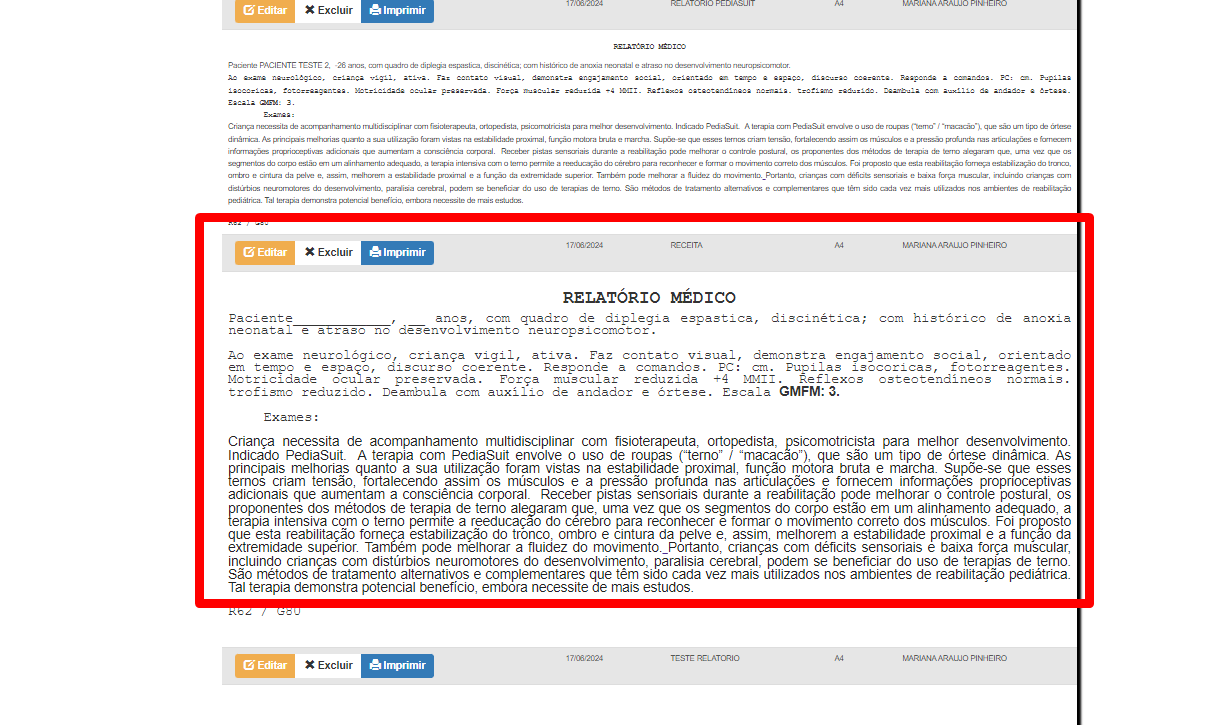 Editar Excluir Imprimir 17/06/2024 RELATORIO PEDIASUIT A4 MARIANA ARAUJO PINHEIRO
RELATÓRIO MÉDICO
Paciente PACIENTE TESTE 2, -26 anos, com quadro de diplegia espastica, discinética; com histórico de anoxia neonatal e atraso no desenvolvimento neuropsicomotor.
Ao exame neurológico, criança vigil, ativa. Faz contato visual, demonstra engajamento social, orientado em tempo e espaço, discurso coerente. Responde a comandos. PC: cm. Pupilas
isocoricas, fotorreagentes. Motricidade ocular preservada. Força muscular reduzida +4 MMII. Reflexos osteotendíneos normais. trofismo reduzido. Deambula com auxílio de andador e órtese.
Escala GMFM: 3.
Exames:
Criança necessita de acompanhamento multidisciplinar com fisioterapeuta, ortopedista, psicomotricista para melhor desenvolvimento. Indicado PediaSuit. A terapia com PediaSuit envolve o uso de roupas (“terno” / “macacão”), que são um tipo de órtese
dinâmica. As principais melhorias quanto a sua utilização foram vistas na estabilidade proximal, função motora bruta e marcha. Supõe-se que esses ternos criam tensão, fortalecendo assim os músculos e a pressão profunda nas articulações e fornecem
informações proprioceptivas adicionais que aumentam a consciência corporal. Receber pistas sensoriais durante a reabilitação pode melhorar o controle postural, os proponentes dos métodos de terapia de terno alegaram que, uma vez que os
segmentos do corpo estão em um alinhamento adequado, a terapia intensiva com o terno permite a reeducação do cérebro para reconhecer e formar o movimento correto dos músculos. Foi proposto que esta reabilitação forneça estabilização do tronco,
ombro e cintura da pelve e, assim, melhorem a estabilidade proximal e a função da extremidade superior. Também pode melhorar a fluidez do movimento._Portanto, crianças com déficits sensoriais e baixa força muscular, incluindo crianças com
distúrbios neuromotores do desenvolvimento, paralisia cerebral, podem se beneficiar do uso de terapias de terno. São métodos de tratamento alternativos e complementares que têm sido cada vez mais utilizados nos ambientes de reabilitação
pediátrica. Tal terapia demonstra potencial benefício, embora necessite de mais estudos.
R62 / G80
Editar Excluir Imprimir 17/06/2024 RECEITA A4 MARIANA ARAUJO PINHEIRO
RELATÓRIO MÉDICO
Paciente____________, __ anos, com quadro de diplegia espastica, discinética; com histórico de anoxia
neonatal e atraso no desenvolvimento neuropsicomotor.
Ao exame neurológico, criança vigil, ativa. Faz contato visual, demonstra engajamento social, orientado
em tempo e espaço, discurso coerente. Responde a comandos. PC: cm. Pupilas isocoricas, fotorreagentes.
Motricidade ocular preservada. Força muscular reduzida +4 MMII. Reflexos osteotendíneos normais.
trofismo reduzido. Deambula com auxílio de andador e órtese. Escala GMFM: 3.
Exames:
Criança necessita de acompanhamento multidisciplinar com fisioterapeuta, ortopedista, psicomotricista para melhor desenvolvimento.
Indicado PediaSuit. A terapia com PediaSuit envolve o uso de roupas (“terno” / “macacão”), que são um tipo de órtese dinâmica. As
principais melhorias quanto a sua utilização foram vistas na estabilidade proximal, função motora bruta e marcha. Supõe-se que esses
ternos criam tensão, fortalecendo assim os músculos e a pressão profunda nas articulações e fornecem informações proprioceptivas
adicionais que aumentam a consciência corporal. Receber pistas sensoriais durante a reabilitação pode melhorar o controle postural, os
proponentes dos métodos de terapia de terno alegaram que, uma vez que os segmentos do corpo estão em um alinhamento adequado, a
terapia intensiva com o terno permite a reeducação do cérebro para reconhecer e formar o movimento correto dos músculos. Foi proposto
que esta reabilitação forneça estabilização do tronco, ombro e cintura da pelve e, assim, melhorem a estabilidade proximal e a função da
extremidade superior. Também pode melhorar a fluidez do movimento._Portanto, crianças com déficits sensoriais e baixa força muscular,
incluindo crianças com distúrbios neuromotores do desenvolvimento, paralisia cerebral, podem se beneficiar do uso de terapias de terno.
São métodos de tratamento alternativos e complementares que têm sido cada vez mais utilizados nos ambientes de reabilitação pediátrica.
Tal terapia demonstra potencial benefício, embora necessite de mais estudos.
R62 / G80
Editar Excluir Imprimir 17/06/2024 TESTE RELATORIO A4 MARIANA ARAUJO PINHEIRO